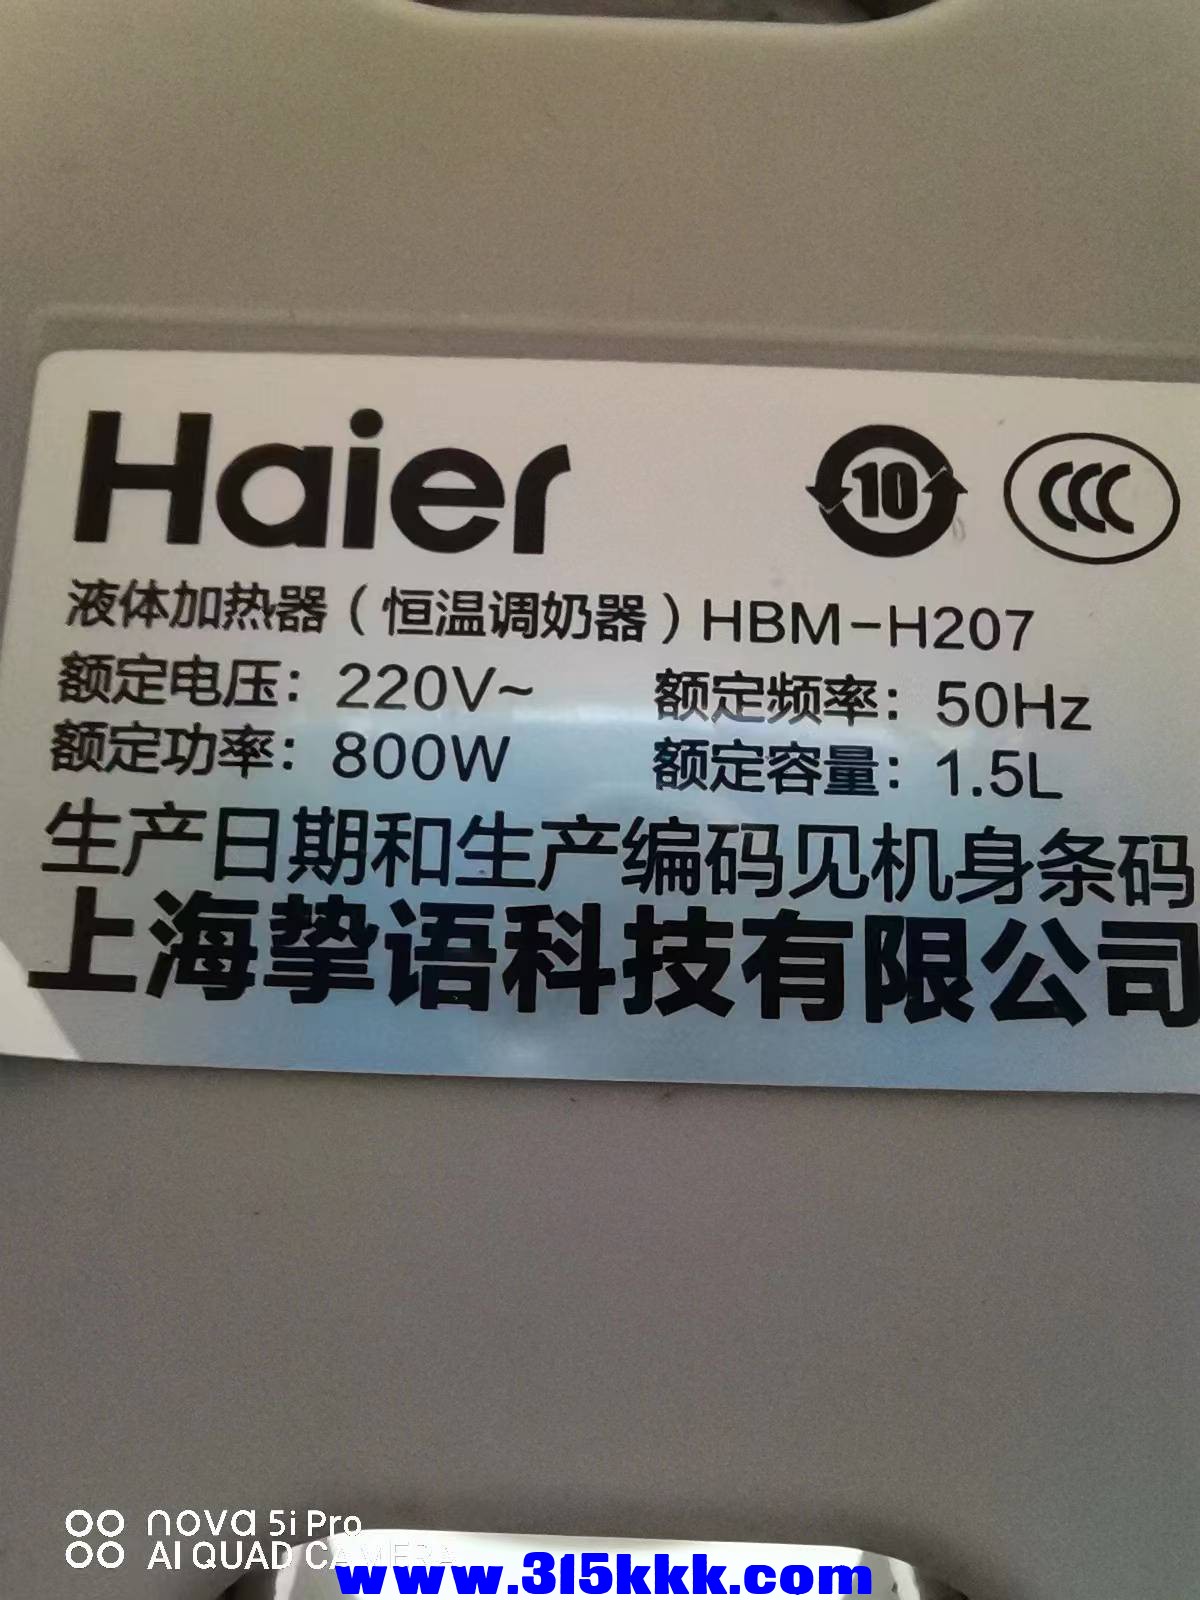 Haier
10
CCC
液体加热器（恒温调奶器）HBM-H207
额定电压：220V~ 额定频率：50Hz
额定功率：800W 额定容量：1.5L
生产日期和生产编码见机身条码
上海挚语科技有限公司
nova 5i Pro
AI QUAD CAMERA
www.315kkk.com